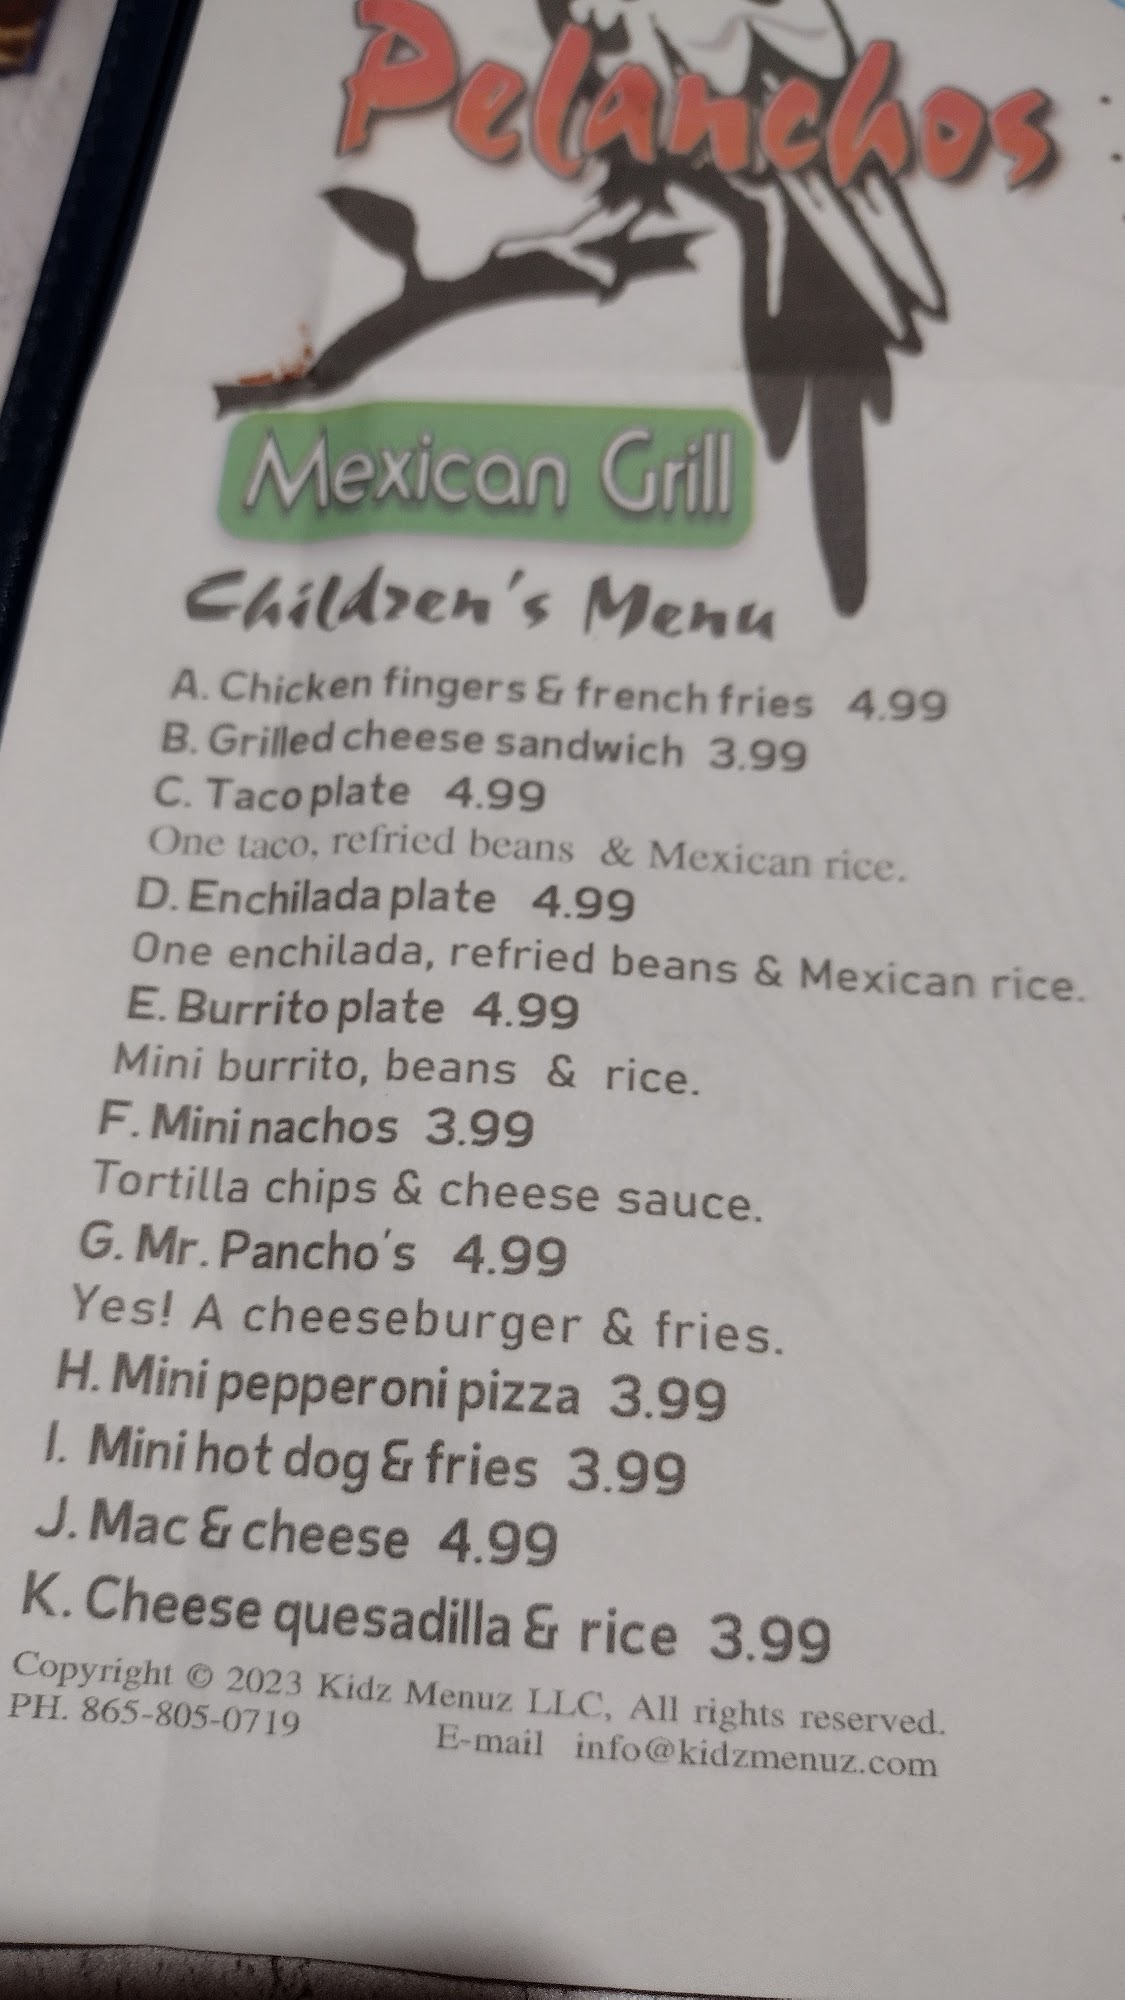 Pelanchos
Mexican Grill
Children's Menu
A. Chicken fingers & french fries 4.99
B. Grilled cheese sandwich 3.99
C. Taco plate 4.99
One taco, refried beans & Mexican rice.
D. Enchilada plate 4.99
One enchilada, refried beans & Mexican rice.
E. Burrito plate 4.99
Mini burrito, beans & rice.
F. Mini nachos 3.99
Tortilla chips & cheese sauce.
G. Mr. Pancho's 4.99
Yes! A cheeseburger & fries.
H. Mini pepperoni pizza 3.99
I. Mini hot dog & fries 3.99
J. Mac & cheese 4.99
K. Cheese quesadilla & rice 3.99
Copyright © 2023 Kidz Menuz LLC, All rights reserved.
PH. 865-805-0719 E-mail info@kidzmenuz.com